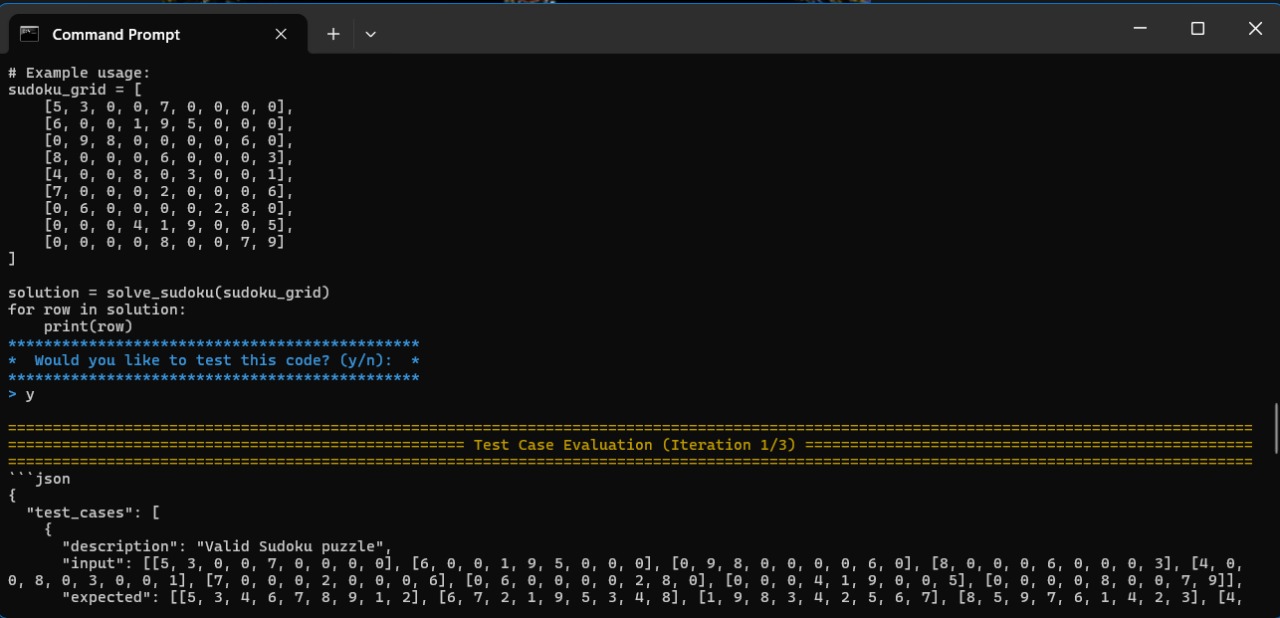 Command Prompt
# Example usage:
sudoku_grid = [
    [5, 3, 0, 0, 7, 0, 0, 0, 0],
    [6, 0, 0, 1, 9, 5, 0, 0, 0],
    [0, 9, 8, 0, 0, 0, 0, 6, 0],
    [8, 0, 0, 0, 6, 0, 0, 0, 3],
    [4, 0, 0, 8, 0, 3, 0, 0, 1],
    [7, 0, 0, 0, 2, 0, 0, 0, 6],
    [0, 6, 0, 0, 0, 0, 2, 8, 0],
    [0, 0, 0, 4, 1, 9, 0, 0, 5],
    [0, 0, 0, 0, 8, 0, 0, 7, 9]
]
solution = solve_sudoku(sudoku_grid)
for row in solution:
    print(row)
**********************************************
*  Would you like to test this code? (y/n):  *
**********************************************
> y
===========================================================================================================================================
=================================================== Test Case Evaluation (Iteration 1/3) ==================================================
===========================================================================================================================================
```json
{
  "test_cases": [
    {
      "description": "Valid Sudoku puzzle",
      "input": [[5, 3, 0, 0, 7, 0, 0, 0, 0], [6, 0, 0, 1, 9, 5, 0, 0, 0], [0, 9, 8, 0, 0, 0, 0, 6, 0], [8, 0, 0, 0, 6, 0, 0, 0, 3], [4, 0,
0, 8, 0, 3, 0, 0, 1], [7, 0, 0, 0, 2, 0, 0, 0, 6], [0, 6, 0, 0, 0, 0, 2, 8, 0], [0, 0, 0, 4, 1, 9, 0, 0, 5], [0, 0, 0, 0, 8, 0, 0, 7, 9]],
      "expected": [[5, 3, 4, 6, 7, 8, 9, 1, 2], [6, 7, 2, 1, 9, 5, 3, 4, 8], [1, 9, 8, 3, 4, 2, 5, 6, 7], [8, 5, 9, 7, 6, 1, 4, 2, 3], [4,